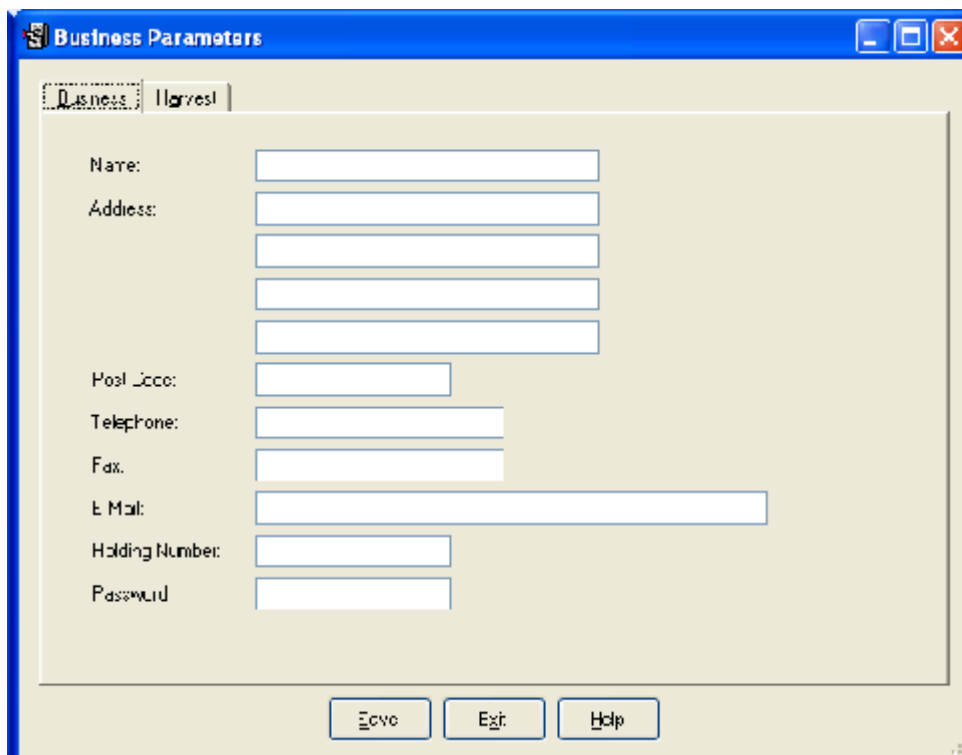 Business Parameters
Business Harvest
Name:
Address:
Post Code:
Telephone:
Fax:
E Mail:
Holding Number:
Password
Save Exit Help